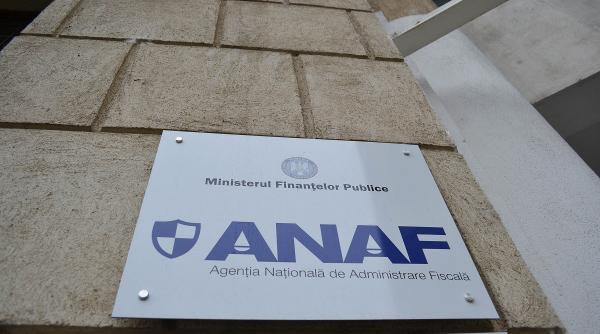 Ministerul Finanțelor Publice
ANAF
Agenția Națională de Administrare Fiscală